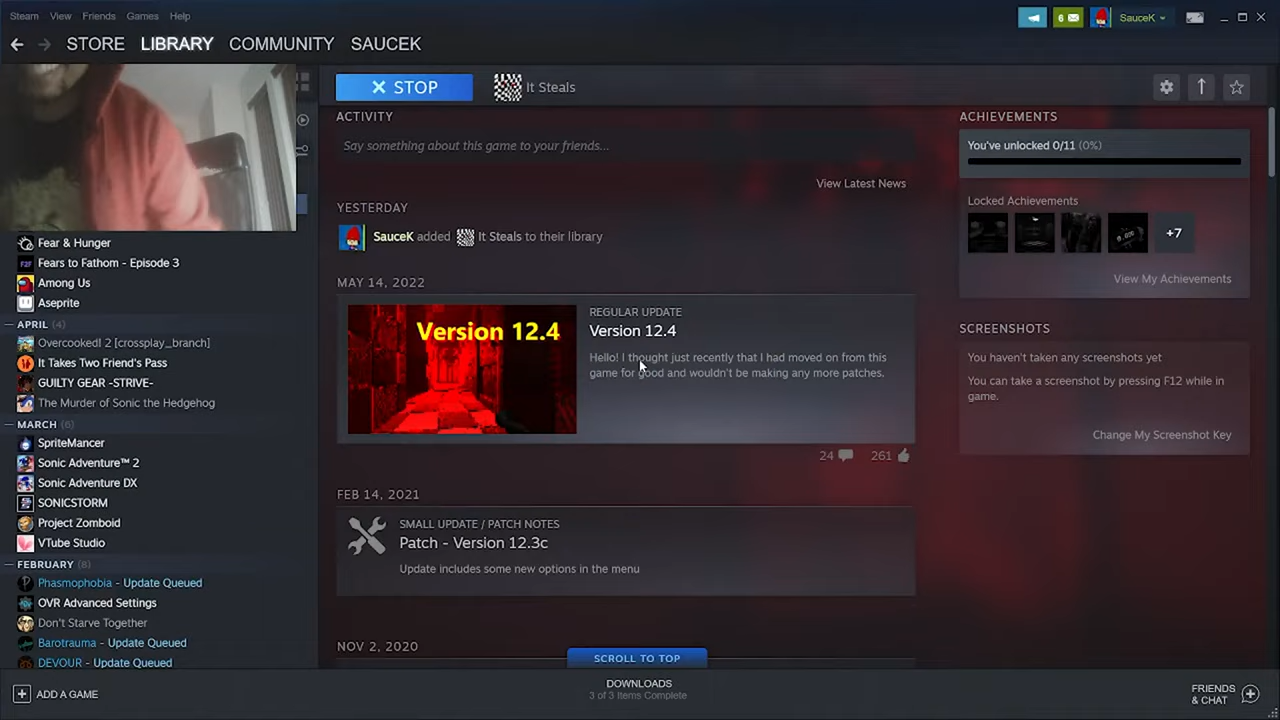 Steam View Friends Games Help
6 SauceK
STORE LIBRARY COMMUNITY SAUCEK
STOP It Steals
ACTIVITY
Say something about this game to your friends...
View Latest News
YESTERDAY
SauceK added It Steals to their library
MAY 14, 2022
Version 12.4
REGULAR UPDATE
Version 12.4
Hello! I thought just recently that I had moved on from this
game for good and wouldn't be making any more patches.
24 261
FEB 14, 2021
SMALL UPDATE / PATCH NOTES
Patch - Version 12.3c
Update includes some new options in the menu
NOV 2, 2020
SCROLL TO TOP
ACHIEVEMENTS
You've unlocked 0/11 (0%)
Locked Achievements
+7
View My Achievements
SCREENSHOTS
You haven't taken any screenshots yet
You can take a screenshot by pressing F12 while in
game.
Change My Screenshot Key
Fear & Hunger
F2F Fears to Fathom - Episode 3
Among Us
Aseprite
APRIL (4)
Overcooked! 2 [crossplay_branch]
It Takes Two Friend's Pass
GUILTY GEAR -STRIVE-
The Murder of Sonic the Hedgehog
MARCH (6)
SpriteMancer
Sonic Adventure™ 2
Sonic Adventure DX
SONICSTORM
Project Zomboid
VTube Studio
FEBRUARY (8)
Phasmophobia - Update Queued
OVR Advanced Settings
Don't Starve Together
Barotrauma - Update Queued
DEVOUR - Update Queued
ADD A GAME
DOWNLOADS
3 of 3 Items Complete
FRIENDS
& CHAT